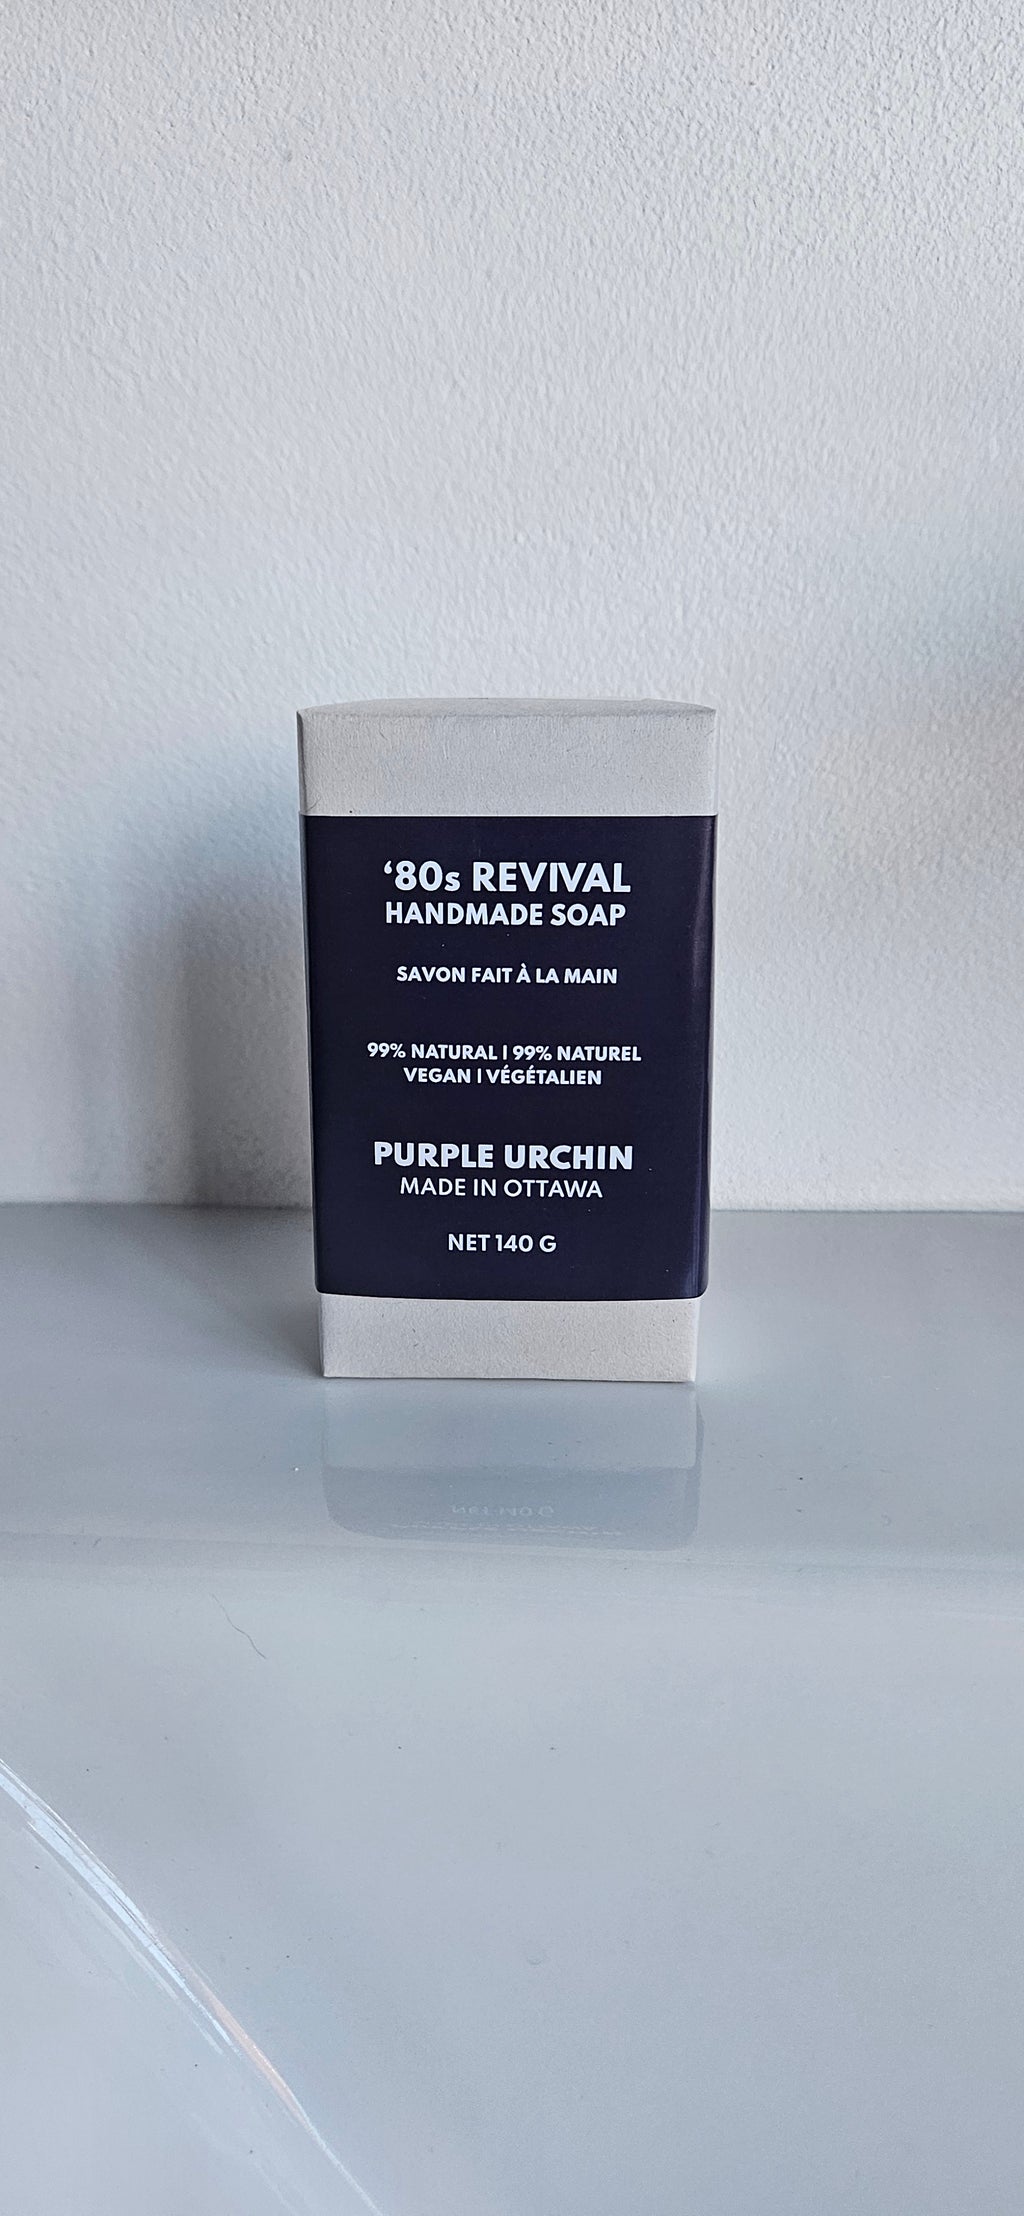 ‘80s REVIVAL
HANDMADE SOAP
SAVON FAIT À LA MAIN
99% NATURAL | 99% NATUREL
VEGAN | VÉGÉTALIEN
PURPLE URCHIN
MADE IN OTTAWA
NET 140 G